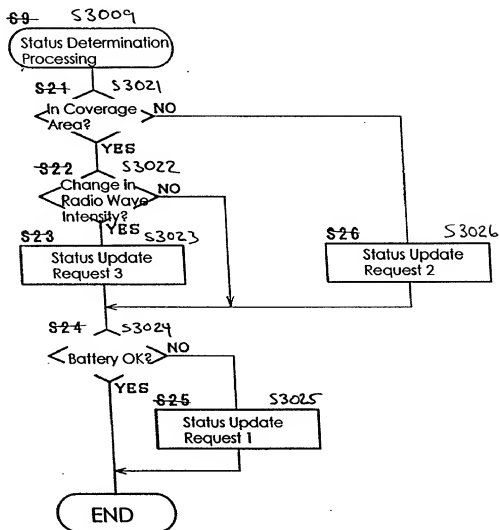 S9 S3009
Status Determination
Processing
S21 S3021
In Coverage
Area?
NO
YES
S22 S3022
Change in
Radio Wave
Intensity?
NO
YES
S23 S3023
Status Update
Request 3
S26 S3026
Status Update
Request 2
S24 S3024
Battery OK?
NO
YES
S25 S3025
Status Update
Request 1
END